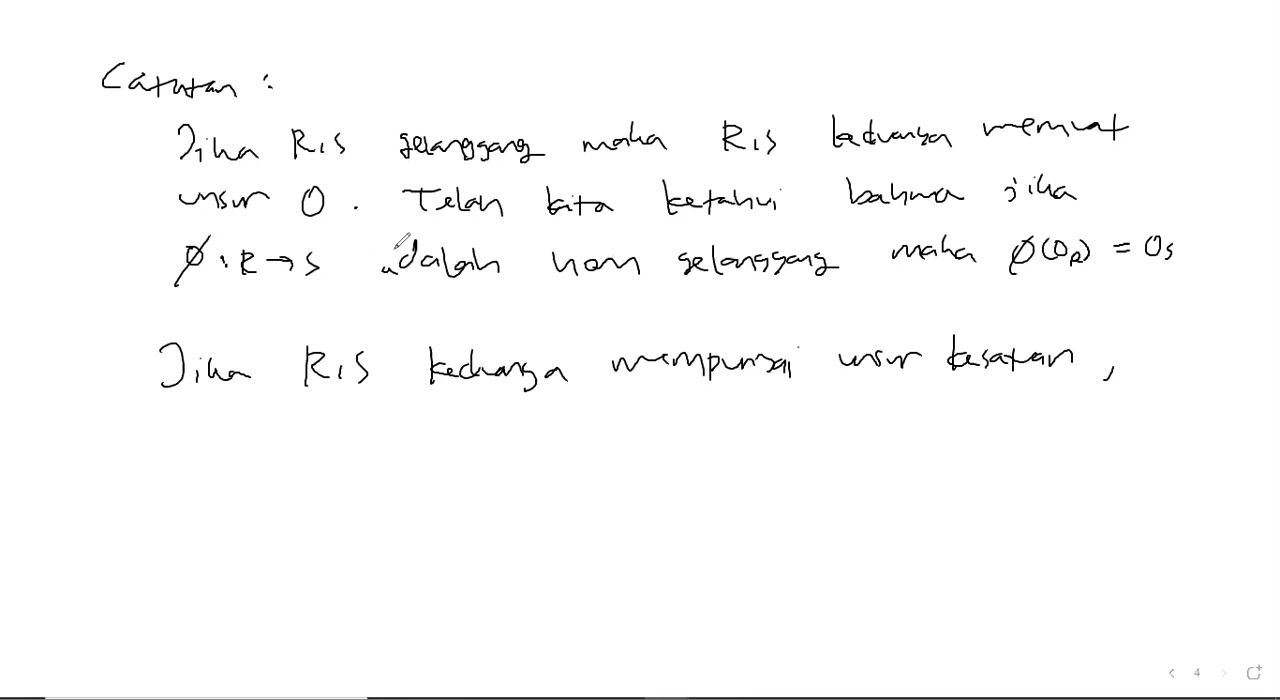 Catatan :
Jika R,S gelanggang maka R,S keduanya memuat
unsur 0. Telah kita ketahui bahwa jika
φ : R → S adalah hom gelanggang maka φ(0_R) = 0_S
Jika R,S keduanya mempunyai unsur kesatuan,
4